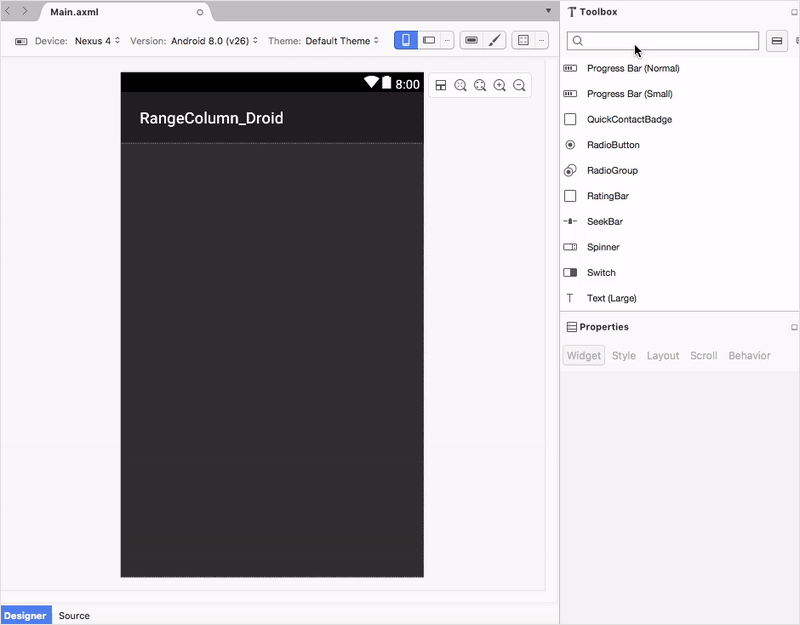 Main.axml
Device: Nexus 4 Version: Android 8.0 (v26) Theme: Default Theme
8:00
RangeColumn_Droid
Designer Source
Toolbox
Progress Bar (Normal)
Progress Bar (Small)
QuickContactBadge
RadioButton
RadioGroup
RatingBar
SeekBar
Spinner
Switch
Text (Large)
Properties
Widget Style Layout Scroll Behavior